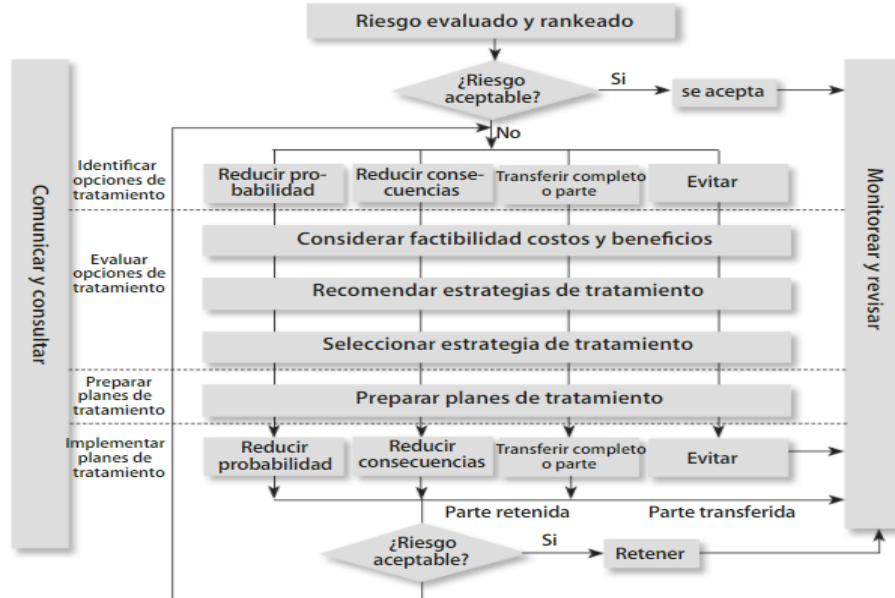 Riesgo evaluado y rankeado
¿Riesgo
aceptable?
Si
se acepta
No
Comunicar y consultar
Monitorear y revisar
Identificar
opciones de
tratamiento
Reducir pro-
babilidad
Reducir conse-
cuencias
Transferir completo
o parte
Evitar
Evaluar
opciones de
tratamiento
Considerar factibilidad costos y beneficios
Recomendar estrategias de tratamiento
Seleccionar estrategia de tratamiento
Preparar
planes de
tratamiento
Preparar planes de tratamiento
Implementar
planes de
tratamiento
Reducir
probabilidad
Reducir
consecuencias
Transferir completo
o parte
Evitar
Parte retenida
Parte transferida
¿Riesgo
aceptable?
Si
Retener